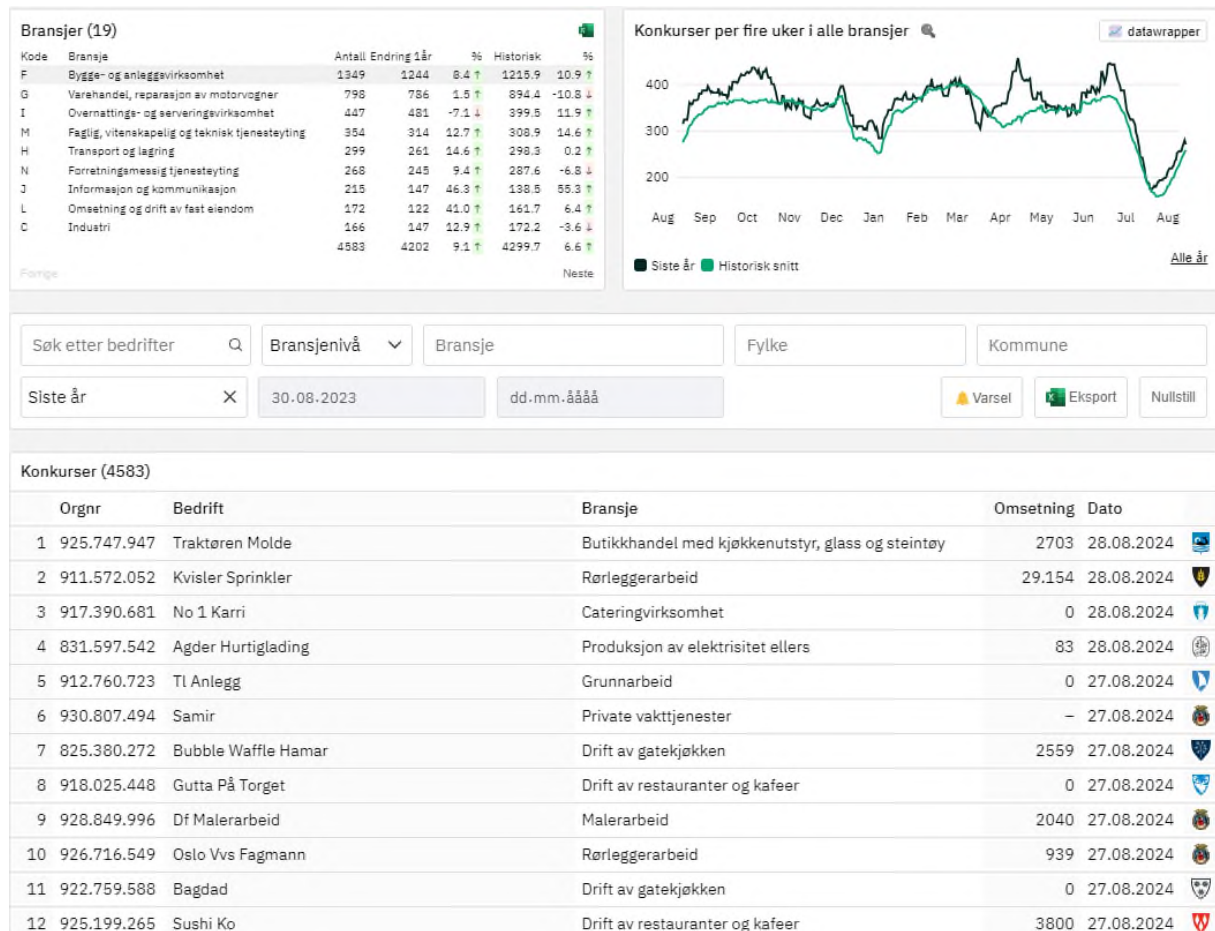 Bransjer (19)
Kode Bransje Antall Endring 1år % Historisk %
F Bygge- og anleggsvirksomhet 1349 1244 8.4 ↑ 1215.9 10.9 ↑
G Varehandel, reparasjon av motorvogner 798 786 1.5 ↑ 894.4 -10.8 ↓
I Overnattings- og serveringsvirksomhet 447 481 -7.1 ↓ 399.5 11.9 ↑
M Faglig, vitenskapelig og teknisk tjenesteyting 354 314 12.7 ↑ 308.9 14.6 ↑
H Transport og lagring 299 261 14.6 ↑ 298.3 0.2 ↑
N Forretningsmessig tjenesteyting 268 245 9.4 ↑ 287.6 -6.8 ↓
J Informasjon og kommunikasjon 215 147 46.3 ↑ 138.5 55.3 ↑
L Omsetning og drift av fast eiendom 172 122 41.0 ↑ 161.7 6.4 ↑
C Industri 166 147 12.9 ↑ 172.2 -3.6 ↓
4583 4202 9.1 ↑ 4299.7 6.6 ↑
Forrige Neste
Konkurser per fire uker i alle bransjer
datawrapper
400
300
200
Aug Sep Oct Nov Dec Jan Feb Mar Apr May Jun Jul Aug
Siste år Historisk snitt
Alle år
Søk etter bedrifter Bransjenivå Bransje Fylke Kommune
Siste år 30.08.2023 dd.mm.åååå Varsel Eksport Nullstill
Konkurser (4583)
Orgnr Bedrift Bransje Omsetning Dato
1 925.747.947 Traktøren Molde Butikkhandel med kjøkkenutstyr, glass og steintøy 2703 28.08.2024
2 911.572.052 Kvisler Sprinkler Rørleggerarbeid 29.154 28.08.2024
3 917.390.681 No 1 Karri Cateringvirksomhet 0 28.08.2024
4 831.597.542 Agder Hurtiglading Produksjon av elektrisitet ellers 83 28.08.2024
5 912.760.723 Tl Anlegg Grunnarbeid 0 27.08.2024
6 930.807.494 Samir Private vakttjenester – 27.08.2024
7 825.380.272 Bubble Waffle Hamar Drift av gatekjøkken 2559 27.08.2024
8 918.025.448 Gutta På Torget Drift av restauranter og kafeer 0 27.08.2024
9 928.849.996 Df Malerarbeid Malerarbeid 2040 27.08.2024
10 926.716.549 Oslo Vvs Fagmann Rørleggerarbeid 939 27.08.2024
11 922.759.588 Bagdad Drift av gatekjøkken 0 27.08.2024
12 925.199.265 Sushi Ko Drift av restauranter og kafeer 3800 27.08.2024